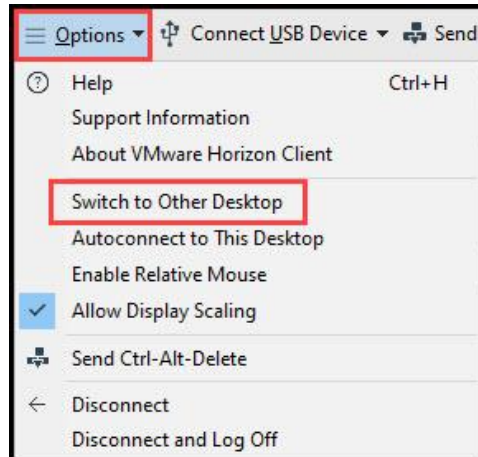 Options Connect USB Device Send
Help Ctrl+H
Support Information
About VMware Horizon Client
Switch to Other Desktop
Autoconnect to This Desktop
Enable Relative Mouse
Allow Display Scaling
Send Ctrl-Alt-Delete
Disconnect
Disconnect and Log Off